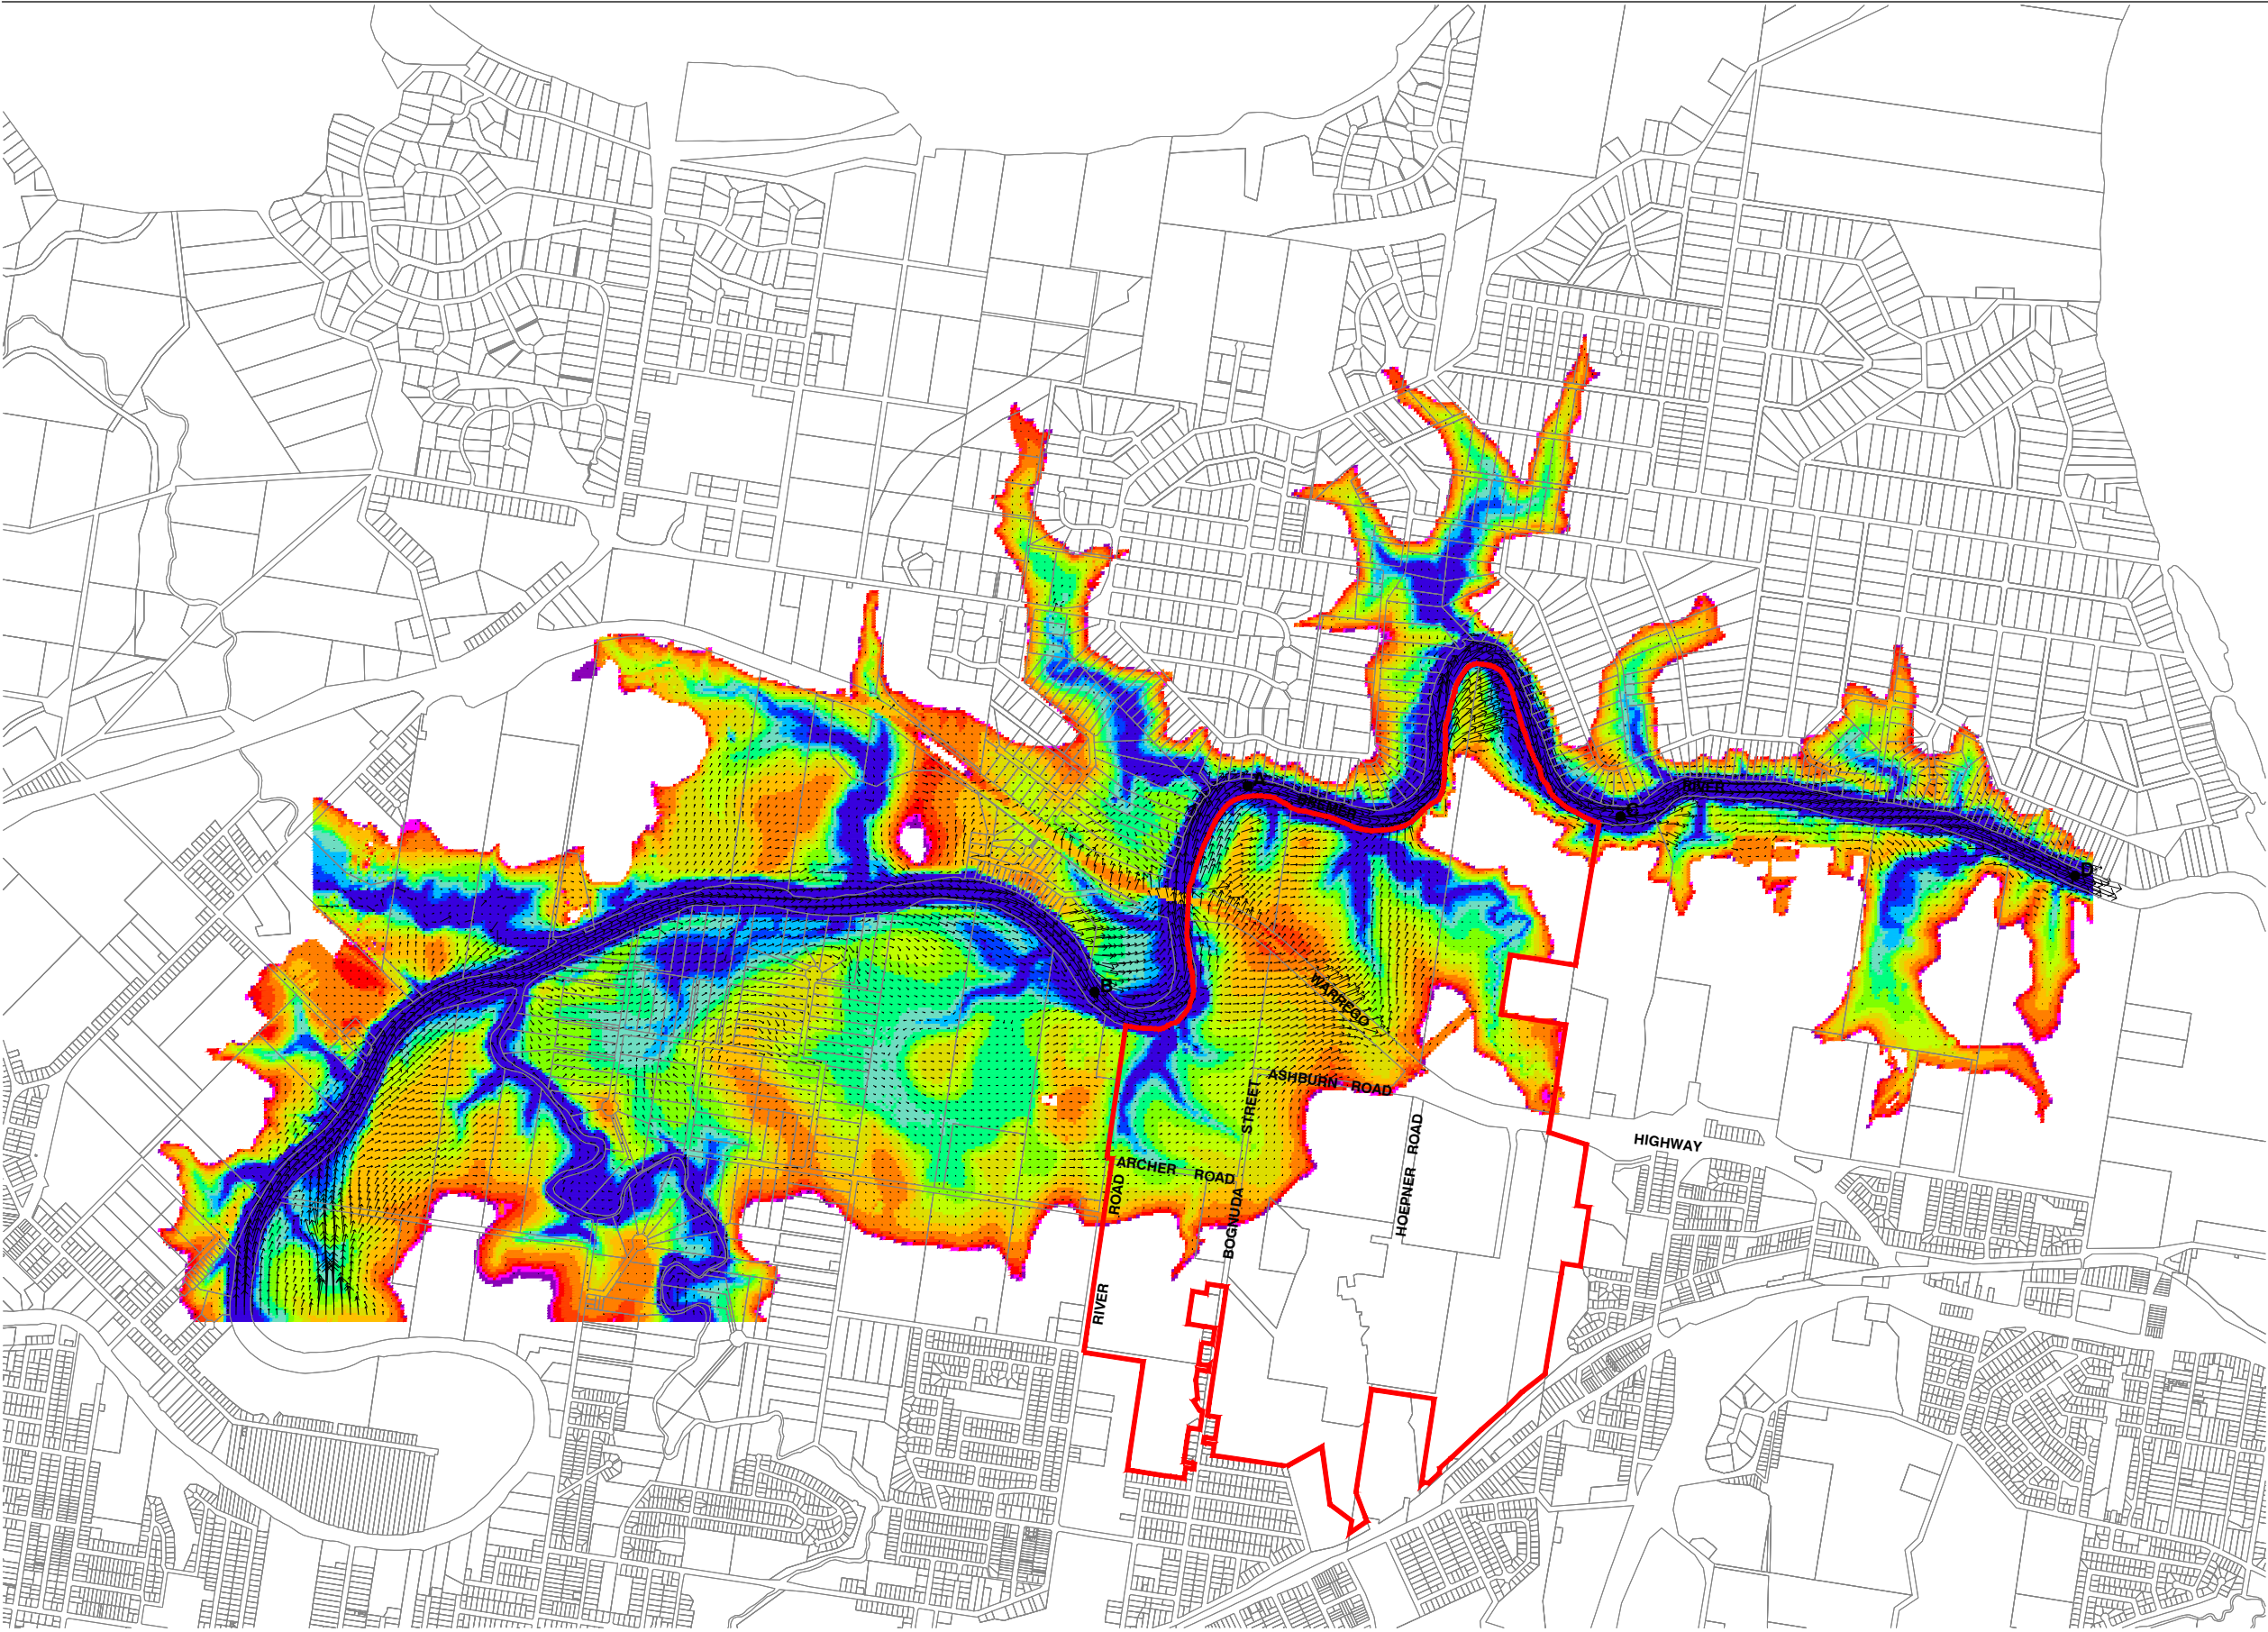 A
BREMER
RIVER
C
D
B
WARREGO
ASHBURN ROAD
STREET
HIGHWAY
ARCHER ROAD
ROAD
HOEPNER ROAD
BOGNUDA
RIVER